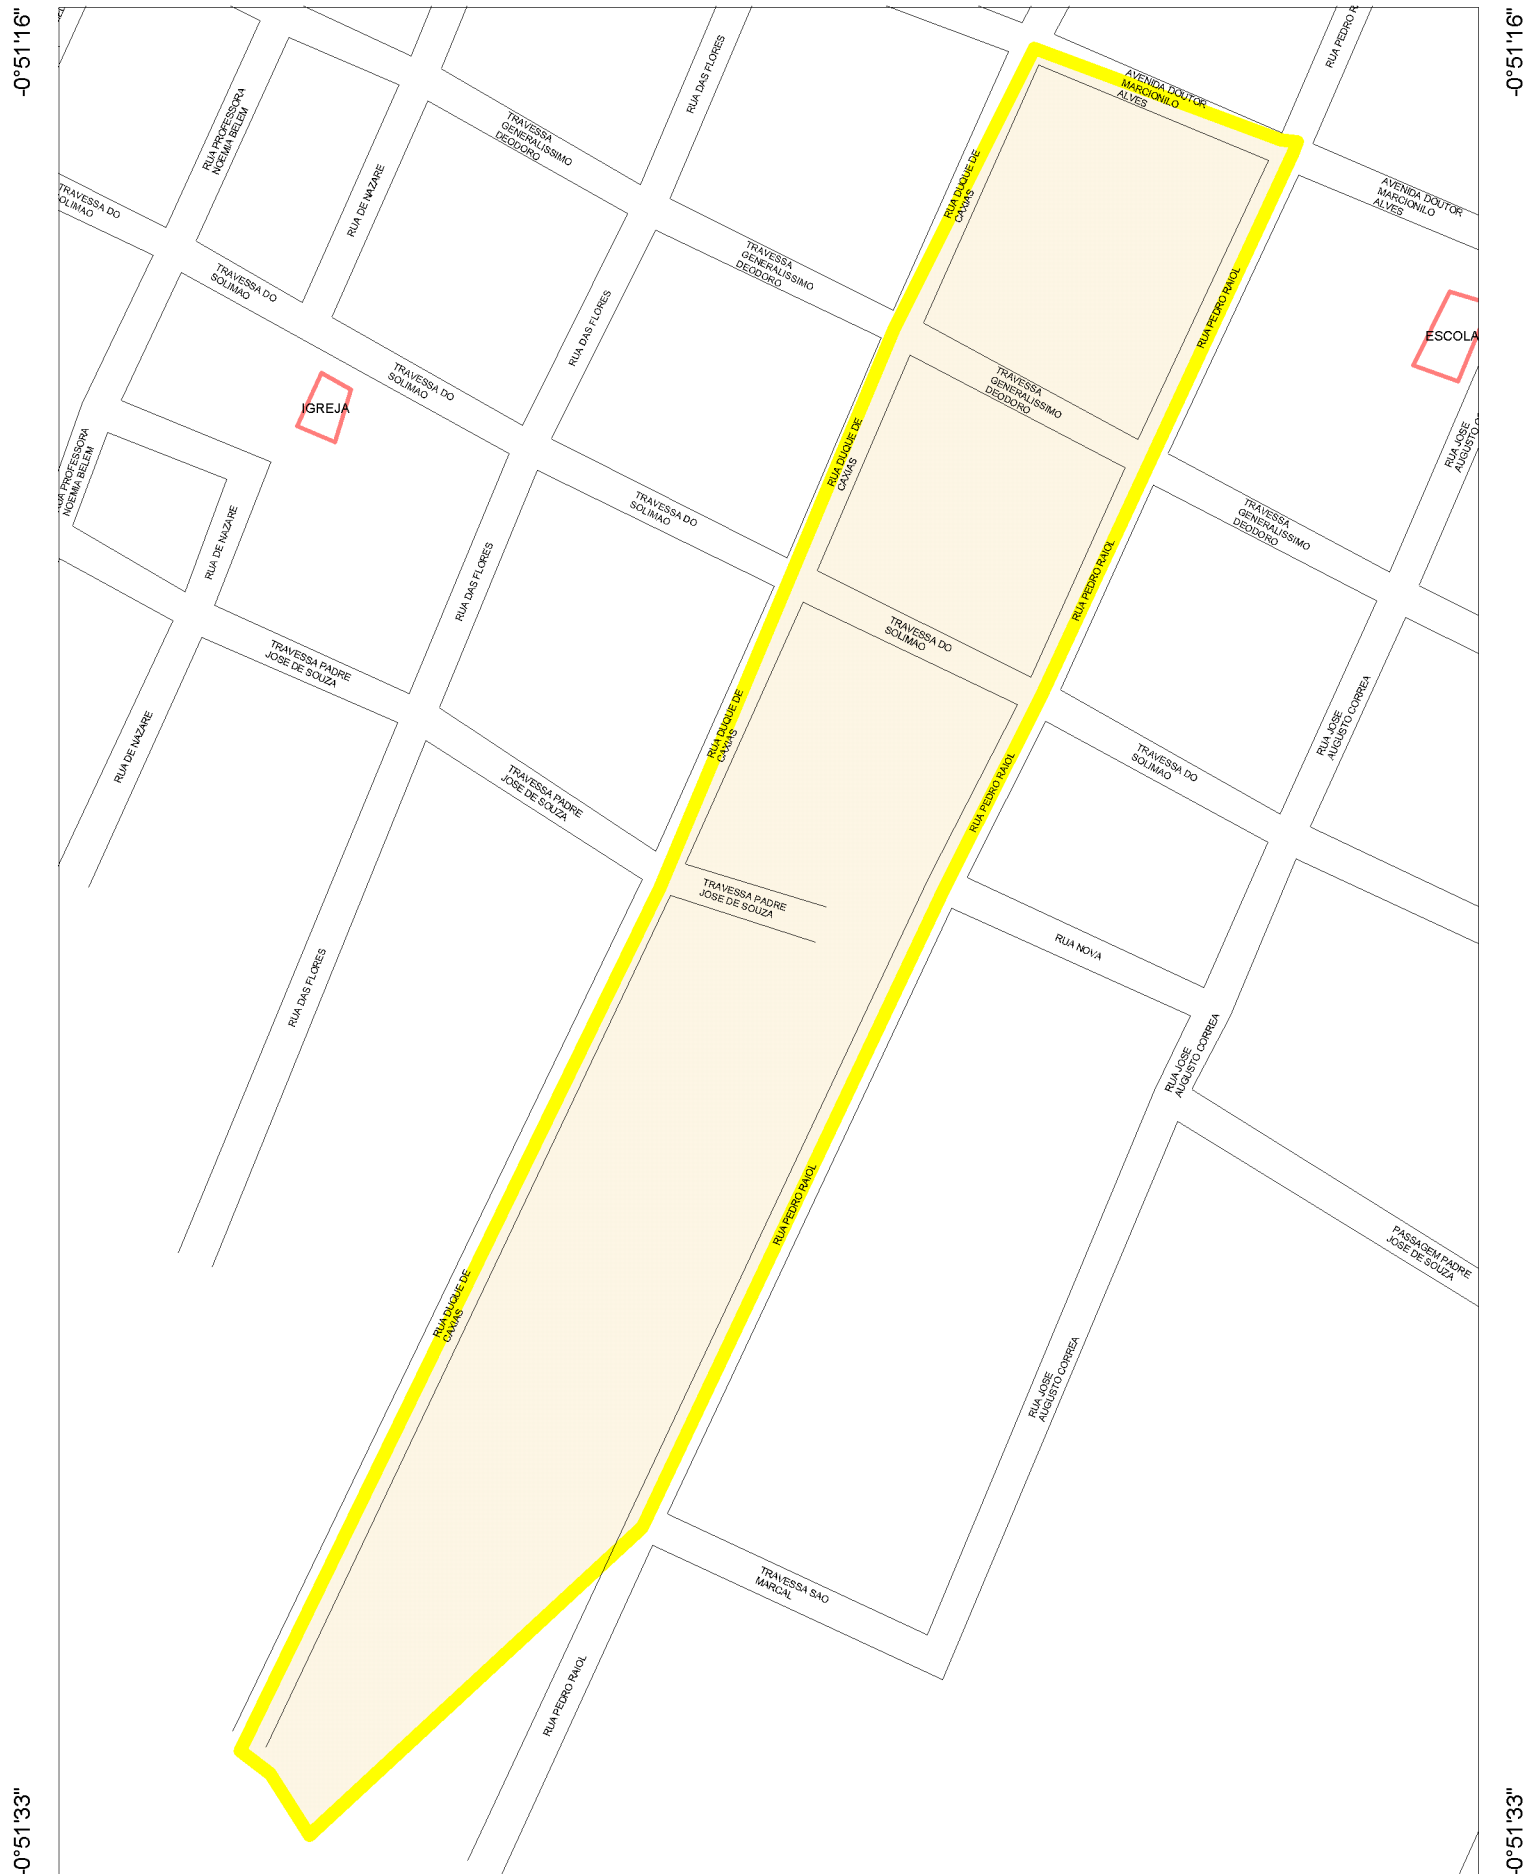 -0°51'16"
-0°51'16"
RUA DAS FLORES
RUA PEDRO R
AVENIDA DOUTOR
MARCIONILO
ALVES
RUA PROFESSORA
NOEMIA BELEM
TRAVESSA
GENERALISSIMO
DEODORO
RUA DE NAZARE
RUA DUQUE DE
CAXIAS
AVENIDA DOUTOR
MARCIONILO
ALVES
TRAVESSA DO
SOLIMAO
TRAVESSA DO
SOLIMAO
TRAVESSA
GENERALISSIMO
DEODORO
RUA PEDRO RAIOL
RUA DAS FLORES
ESCOLA
TRAVESSA DO
SOLIMAO
TRAVESSA
GENERALISSIMO
DEODORO
IGREJA
RUA DUQUE DE
CAXIAS
RUA JOSE
AUGUSTO CO
RUA PROFESSORA
NOEMIA BELEM
RUA DE NAZARE
TRAVESSA DO
SOLIMAO
TRAVESSA
GENERALISSIMO
DEODORO
RUA DAS FLORES
RUA PEDRO RAIOL
TRAVESSA DO
SOLIMAO
TRAVESSA PADRE
JOSE DE SOUZA
RUA DUQUE DE
CAXIAS
RUA JOSE
AUGUSTO CORREA
RUA DE NAZARE
TRAVESSA PADRE
JOSE DE SOUZA
RUA PEDRO RAIOL
TRAVESSA DO
SOLIMAO
TRAVESSA PADRE
JOSE DE SOUZA
RUA NOVA
RUA DAS FLORES
RUA JOSE
AUGUSTO CORREA
RUA PEDRO RAIOL
PASSAGEM PADRE
JOSE DE SOUZA
RUA DUQUE DE
CAXIAS
RUA JOSE
AUGUSTO CORREA
TRAVESSA SAO
MARCAL
RUA PEDRO RAIOL
-0°51'33"
-0°51'33"